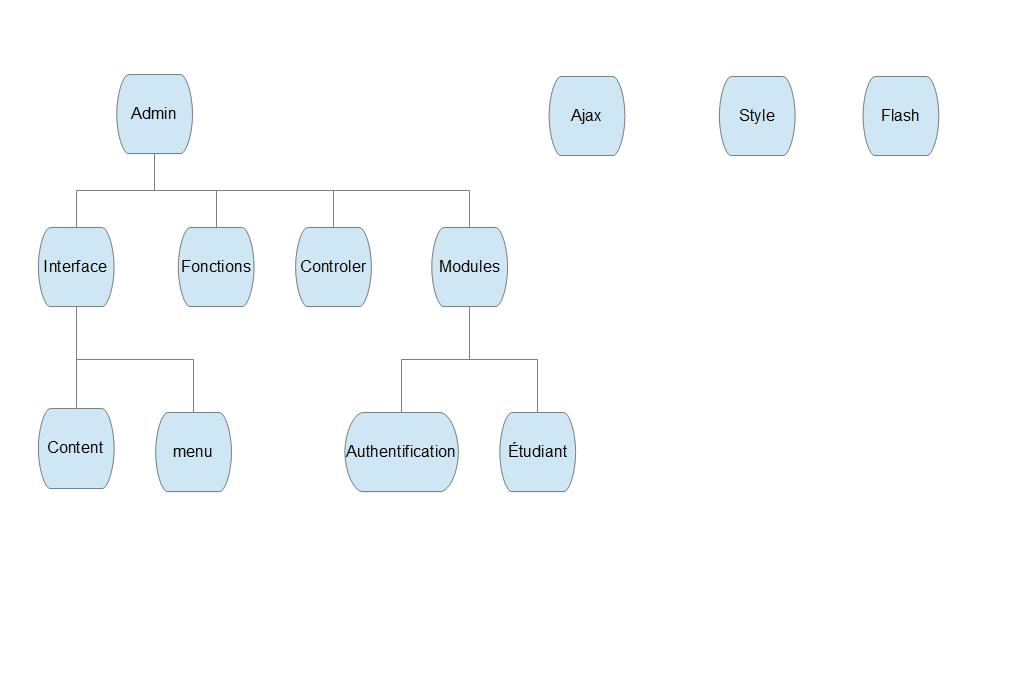 Admin
Ajax
Style
Flash
Interface
Fonctions
Controler
Modules
Content
menu
Authentification
Étudiant